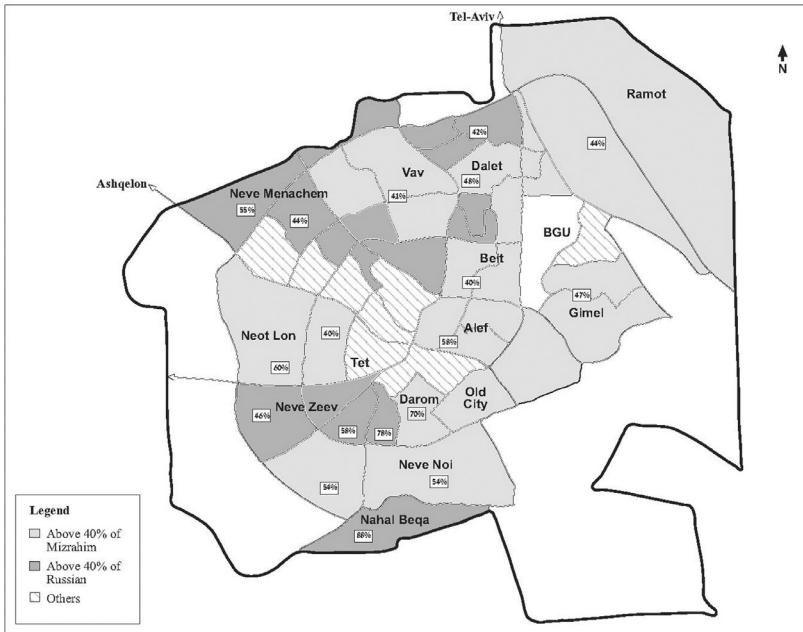 Tel-Aviv
N
Ramot
42%
44%
Vav
Dalet
48%
41%
Ashqelon
Neve Menachem
55%
44%
BGU
Beit
40%
47%
Gimel
Neot Lon
40%
Alef
58%
60%
Tet
Old
City
Darom
70%
Neve Zeev
46%
58%
78%
Neve Noi
54%
54%
Nahal Beqa
88%
Legend
Above 40% of
Mizrahim
Above 40% of
Russian
Others